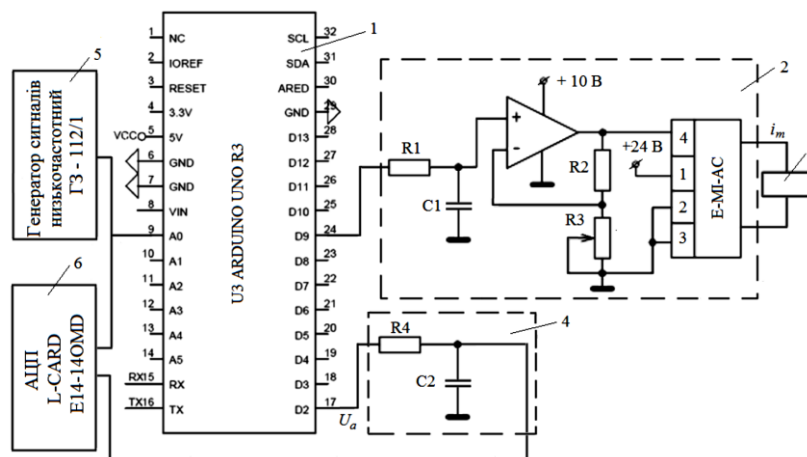 5
Генератор сигналів
низькочастотний
ГЗ - 112/1
6
АЦП
L-CARD
E14-14OMD
VCC
RX15
TX16
1 NC
2 IOREF
3 RESET
4 3.3V
5 5V
6 GND
7 GND
8 VIN
9 A0
10 A1
11 A2
12 A3
13 A4
14 A5
RX
TX
U3 ARDUINO UNO R3
1
SCL 32
SDA 31
ARED 30
GND 29
D13 28
D12 27
D11 26
D10 25
D9 24
D8 23
D7 22
D6 21
D5 20
D4 19
D3 18
D2 17
2
R1
C1
+
-
+ 10 В
R2
R3
+24 В
4
1
2
3
E-MI-AC
im
4
R4
C2
Ua